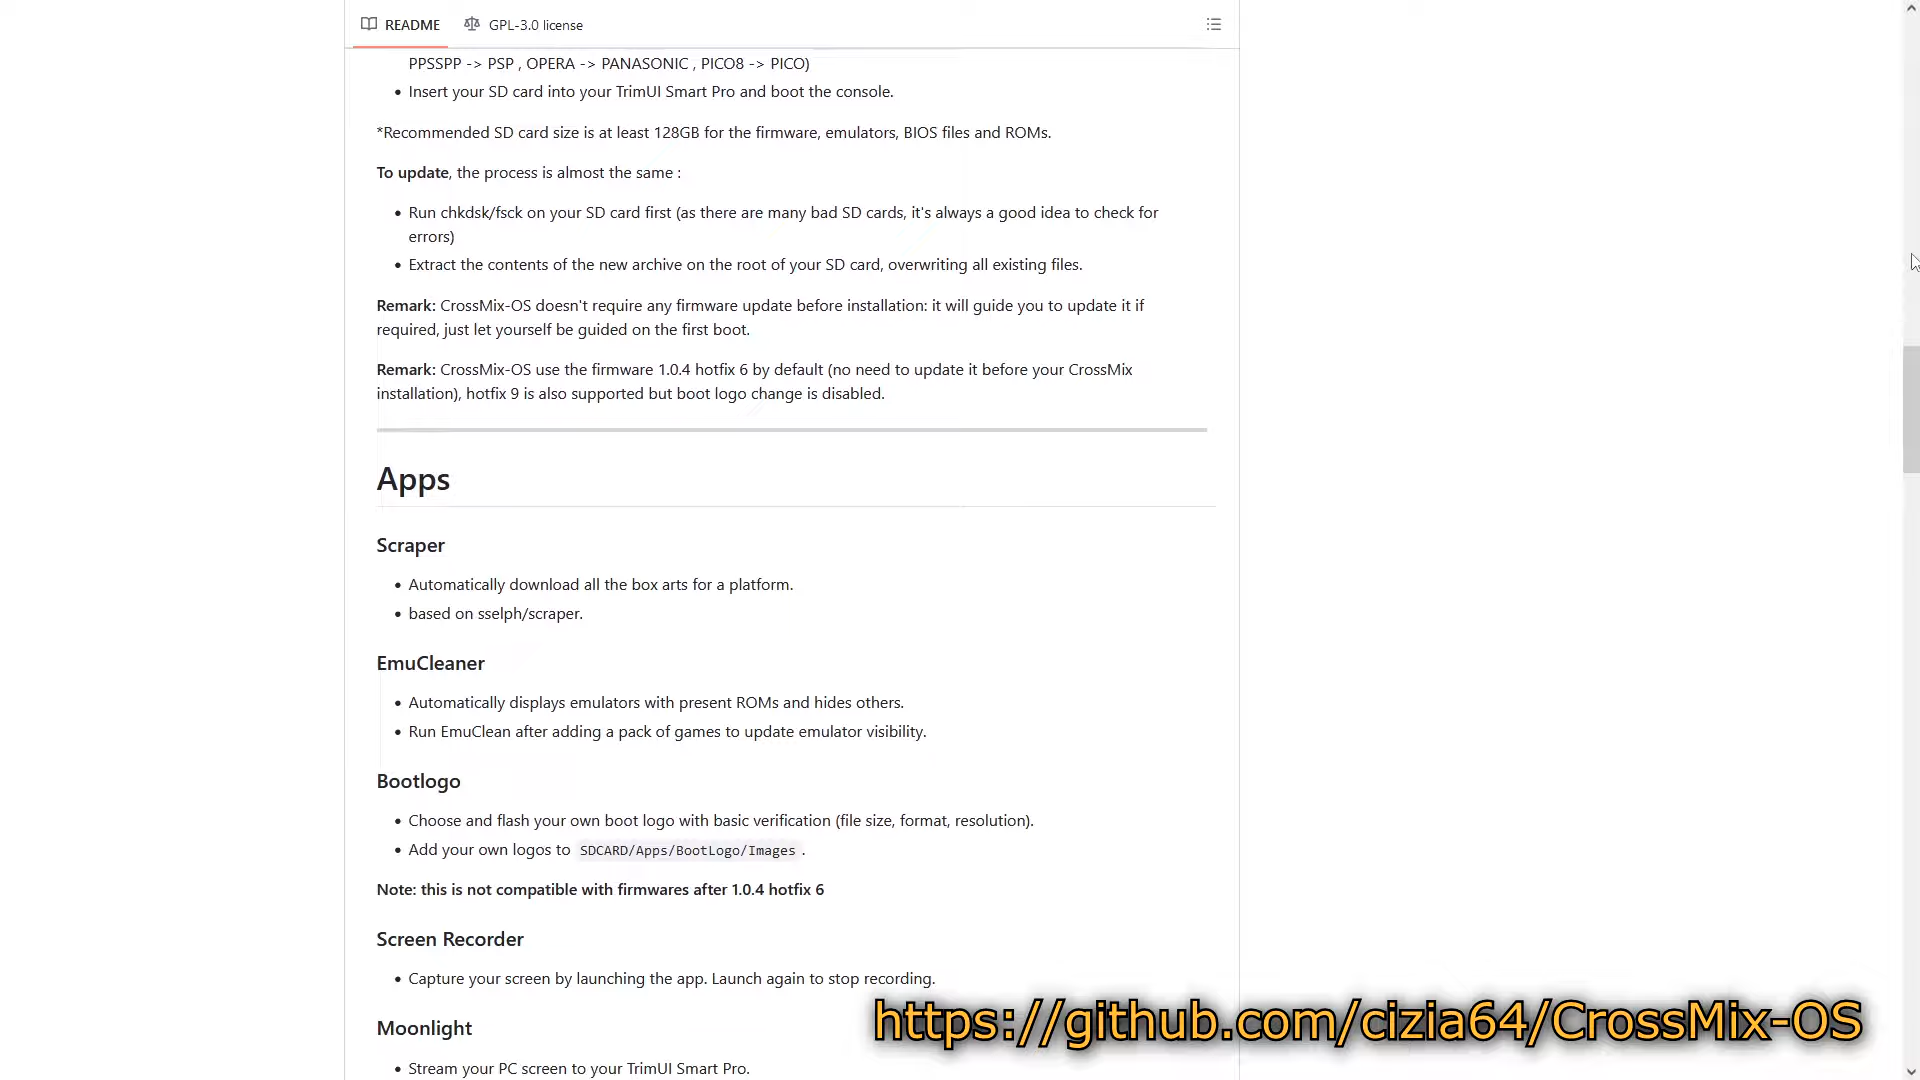 README
GPL-3.0 license
PPSSPP -> PSP , OPERA -> PANASONIC , PICO8 -> PICO)
Insert your SD card into your TrimUI Smart Pro and boot the console.
*Recommended SD card size is at least 128GB for the firmware, emulators, BIOS files and ROMs.
To update, the process is almost the same :
Run chkdsk/fsck on your SD card first (as there are many bad SD cards, it's always a good idea to check for
errors)
Extract the contents of the new archive on the root of your SD card, overwriting all existing files.
Remark: CrossMix-OS doesn't require any firmware update before installation: it will guide you to update it if
required, just let yourself be guided on the first boot.
Remark: CrossMix-OS use the firmware 1.0.4 hotfix 6 by default (no need to update it before your CrossMix
installation), hotfix 9 is also supported but boot logo change is disabled.
Apps
Scraper
Automatically download all the box arts for a platform.
based on sselph/scraper.
EmuCleaner
Automatically displays emulators with present ROMs and hides others.
Run EmuClean after adding a pack of games to update emulator visibility.
Bootlogo
Choose and flash your own boot logo with basic verification (file size, format, resolution).
Add your own logos to SDCARD/Apps/BootLogo/Images .
Note: this is not compatible with firmwares after 1.0.4 hotfix 6
Screen Recorder
Capture your screen by launching the app. Launch again to stop recording.
https://github.com/cizia64/CrossMix-OS
Moonlight
Stream your PC screen to your TrimUI Smart Pro.